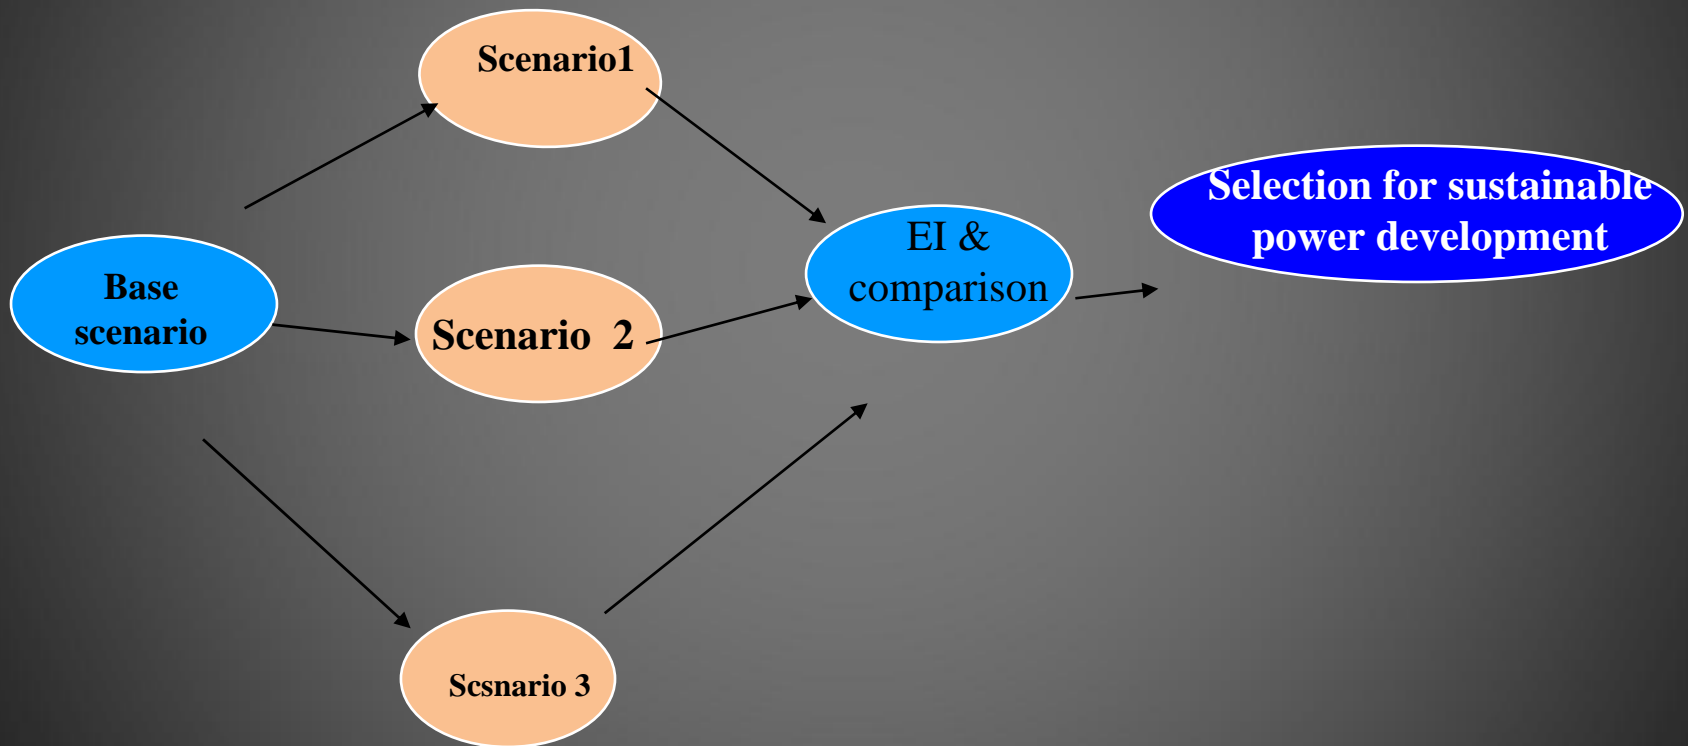 Scenario1
Base
scenario
Scenario 2
Scsnario 3
EI &
comparison
Selection for sustainable
power development